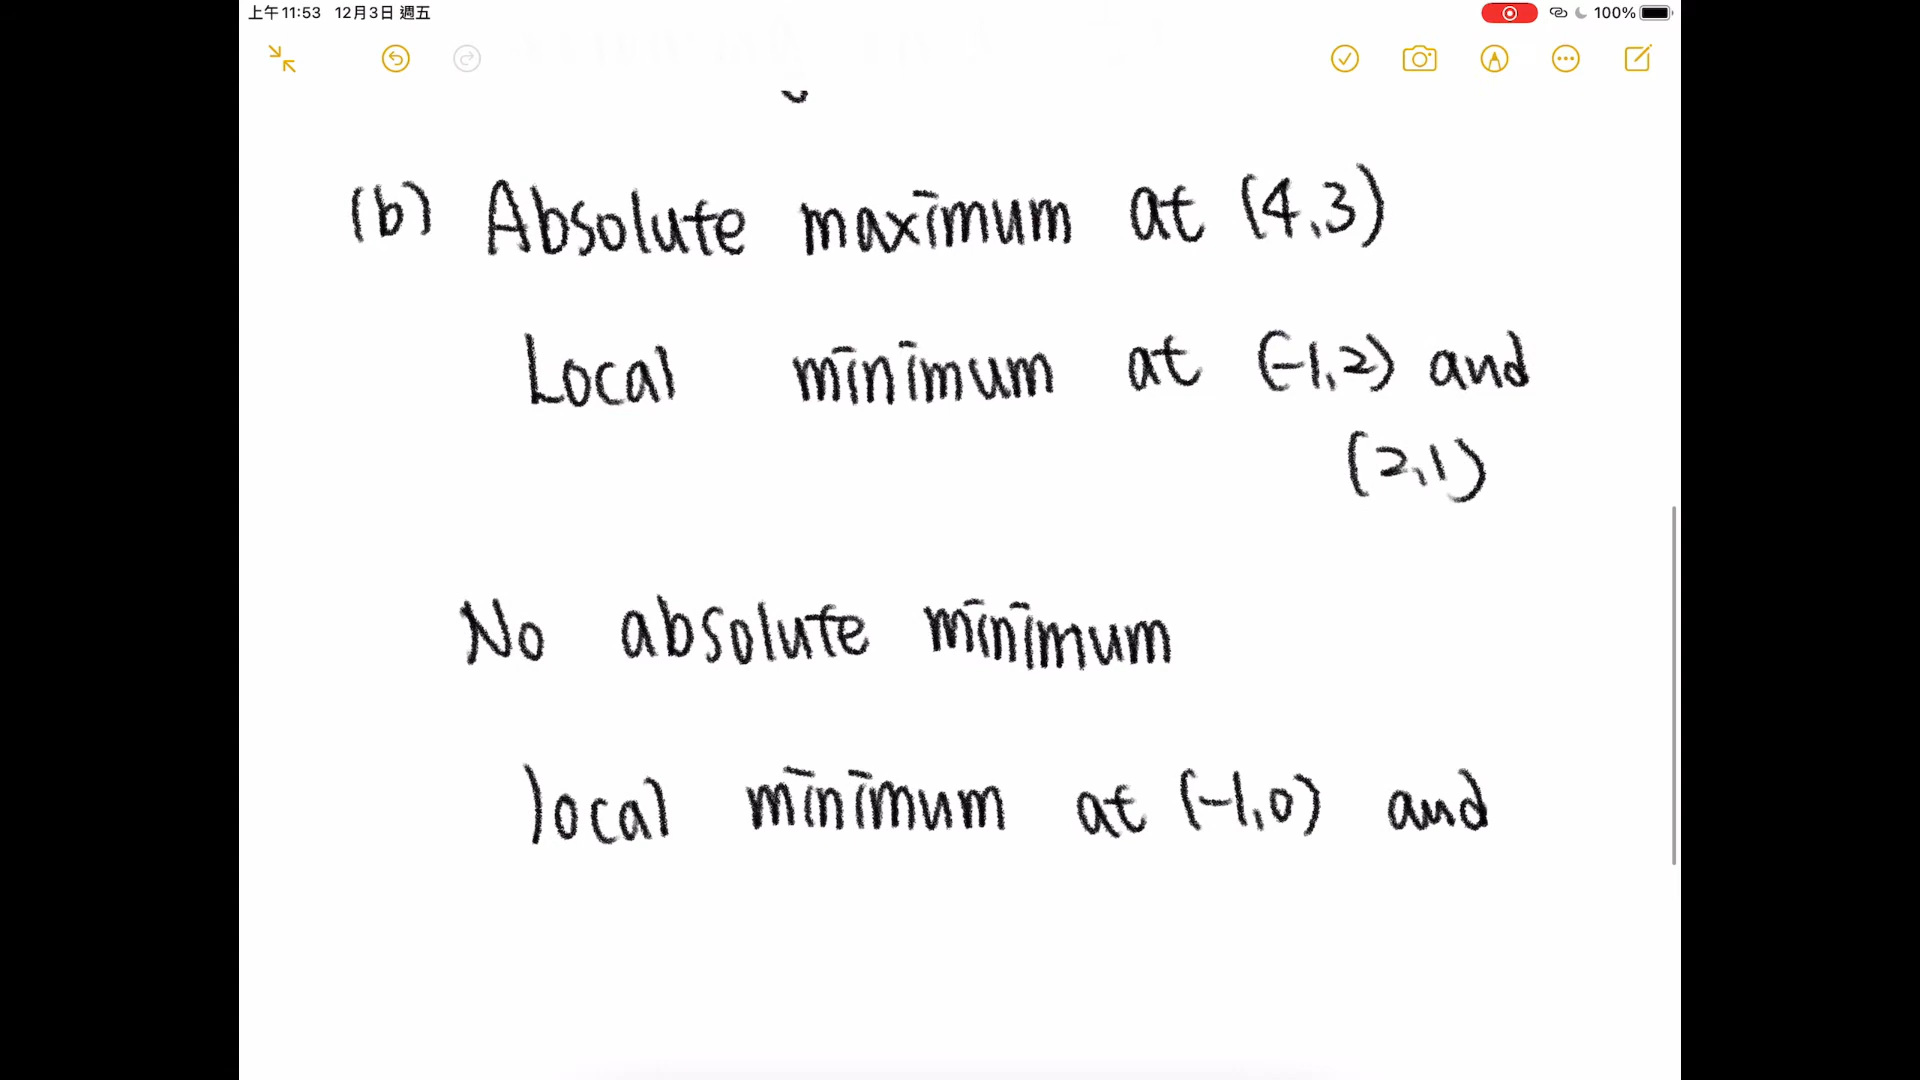 上午11:53 12月3日 週五 100%
(b) Absolute maximum at (4,3)
Local minimum at (-1,2) and
(2,1)
No absolute minimum
local minimum at (-1,0) and